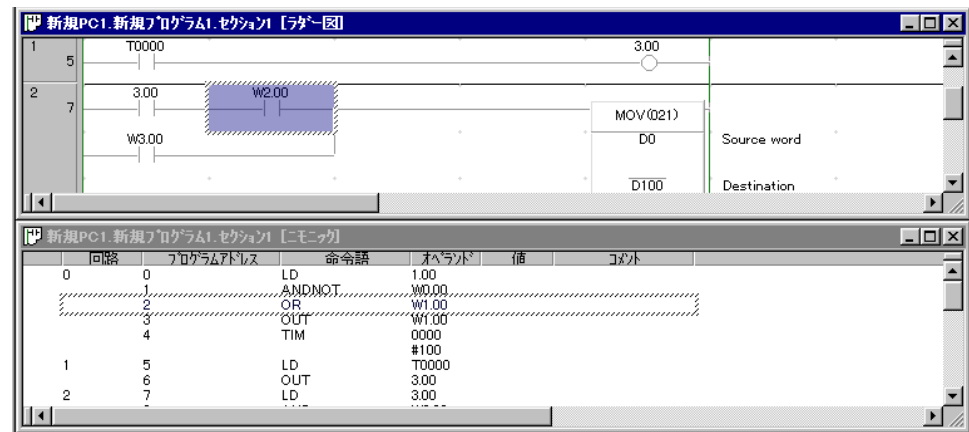 新規PC1.新規プログラム1.セクション1 [ラダー図]
1 T0000 3.00
5
2 3.00 W2.00
7 MOV(021)
W3.00 D0 Source word
D100 Destination
新規PC1.新規プログラム1.セクション1 [ニモニック]
回路 プログラムアドレス 命令語 オペランド 値 コメント
0 0 LD 1.00
1 ANDNOT W0.00
2 OR W1.00
3 OUT W1.00
4 TIM 0000
#100
1 5 LD T0000
6 OUT 3.00
2 7 LD 3.00